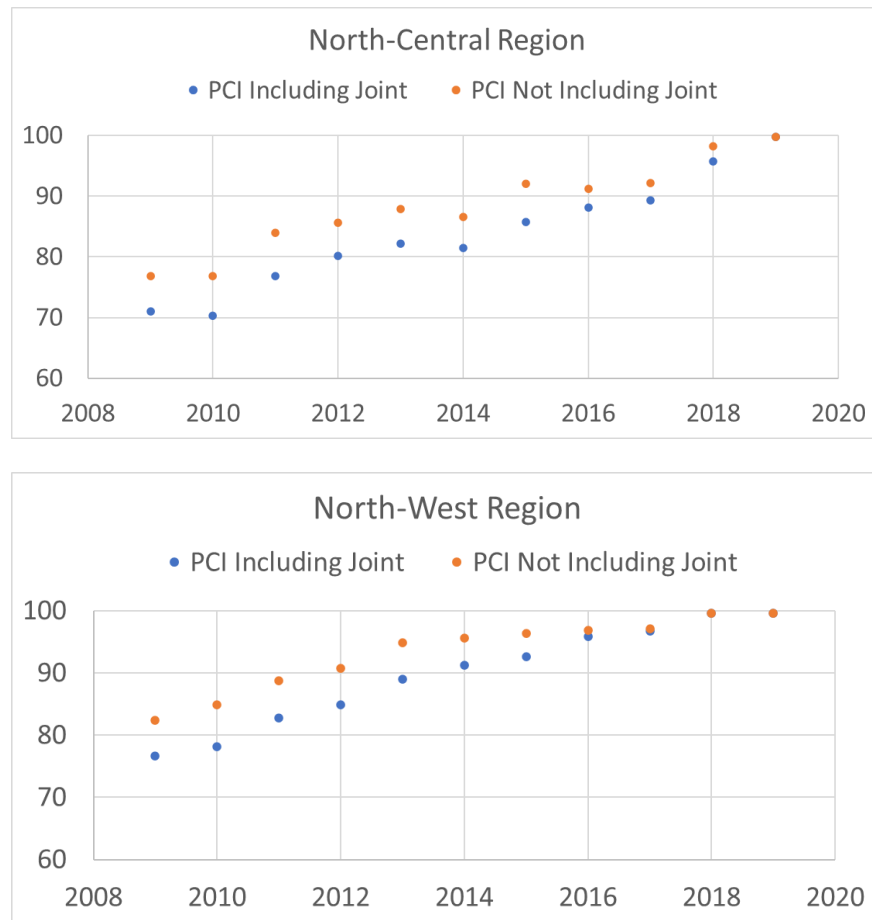 North-Central Region
PCI Including Joint PCI Not Including Joint
100
90
80
70
60
2008 2010 2012 2014 2016 2018 2020
North-West Region
PCI Including Joint PCI Not Including Joint
100
90
80
70
60
2008 2010 2012 2014 2016 2018 2020